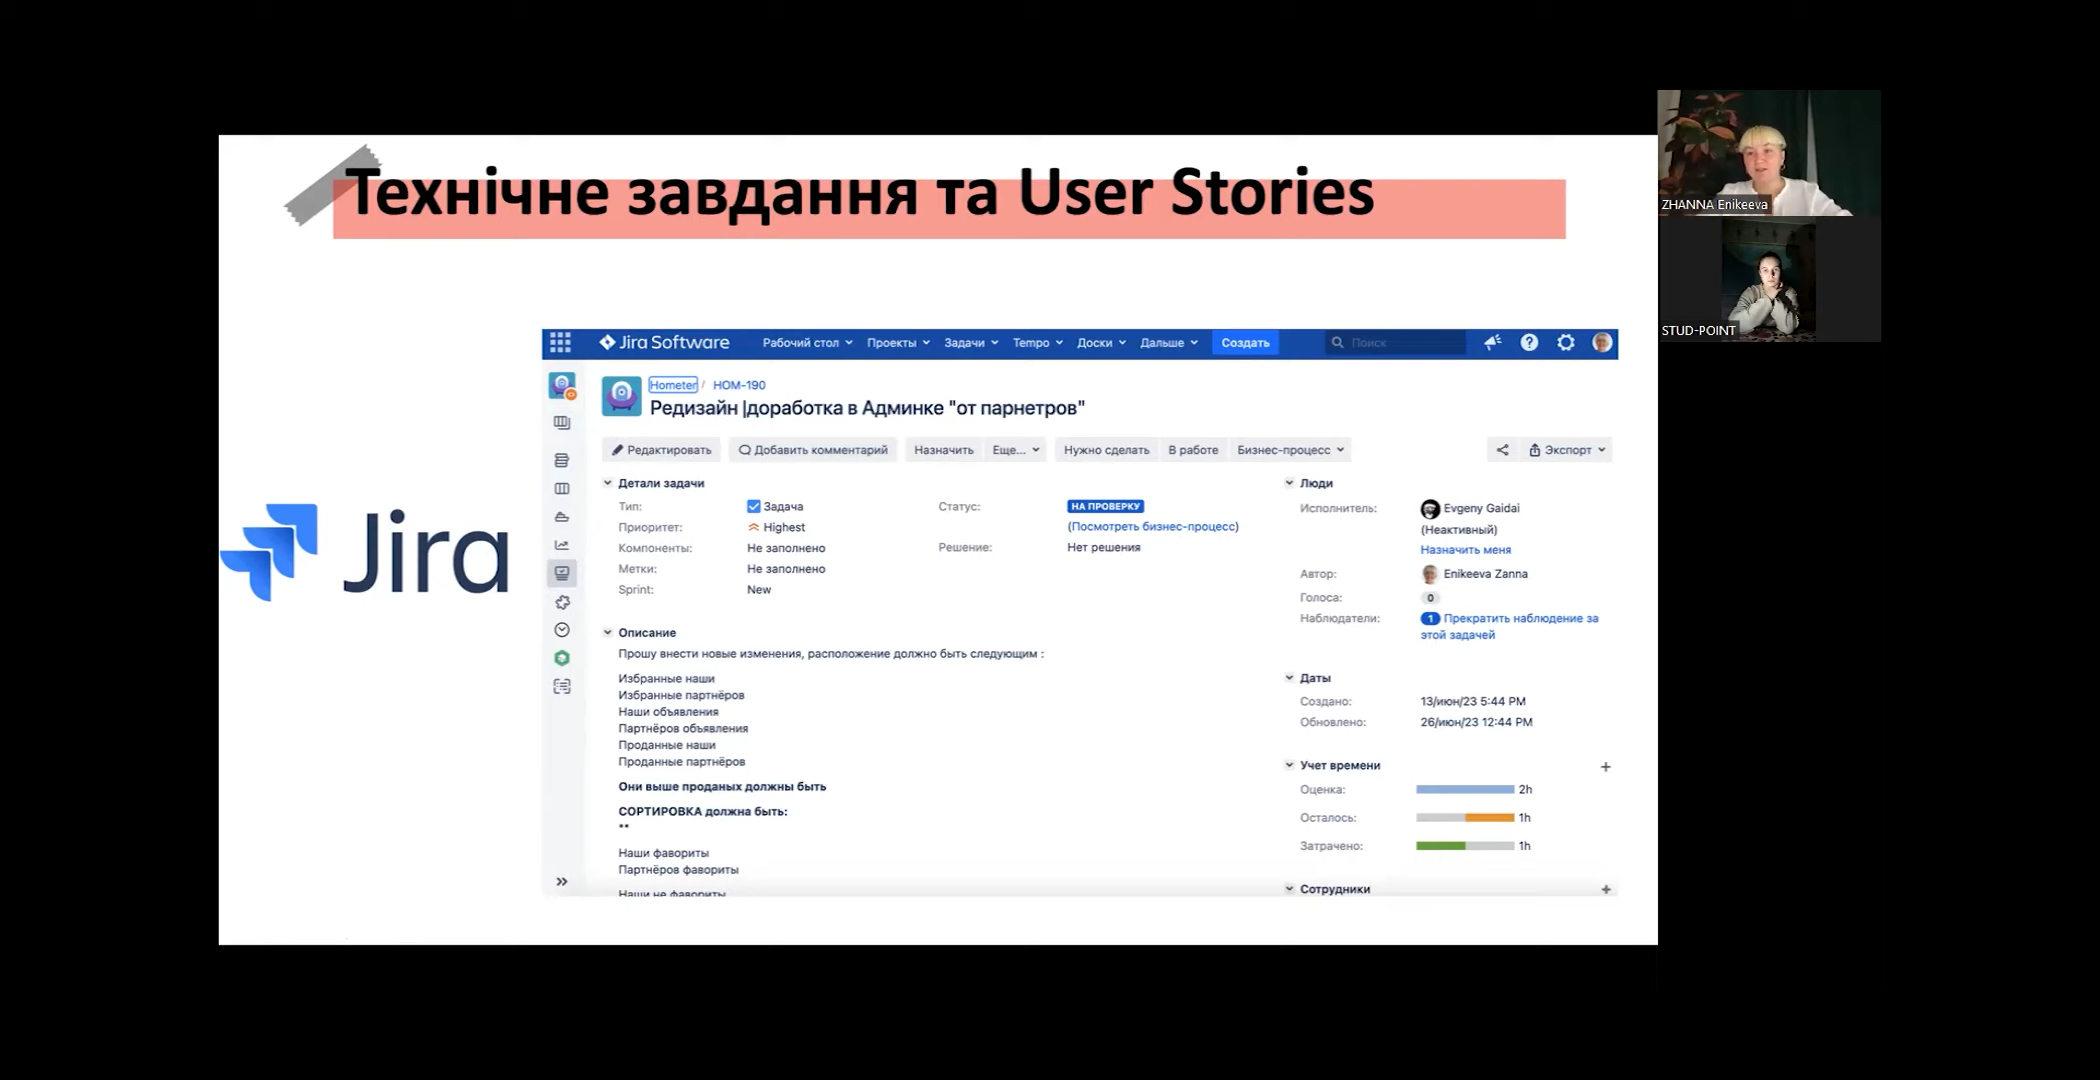 Технічне завдання та User Stories
Jira
Jira Software
Рабочий стол
Проекты
Задачи
Tempo
Доски
Дальше
Создать
Поиск
Hometer / HOM-190
Редизайн |доработка в Админке "от парнетров"
Редактировать
Добавить комментарий
Назначить
Еще...
Нужно сделать
В работе
Бизнес-процесс
Экспорт
Детали задачи
Тип: Задача
Приоритет: Highest
Компоненты: Не заполнено
Метки: Не заполнено
Sprint: New
Статус: НА ПРОВЕРКУ
(Посмотреть бизнес-процесс)
Решение: Нет решения
Описание
Прошу внести новые изменения, расположение должно быть следующим :
Избранные наши
Избранные партнёров
Наши объявления
Партнёров объявления
Проданные наши
Проданные партнёров
Они выше проданых должны быть
СОРТИРОВКА должна быть:
**
Наши фавориты
Партнёров фавориты
Наши не фавориты
Люди
Исполнитель: Evgeny Gaidai
(Неактивный)
Назначить меня
Автор: Enikeeva Zanna
Голоса: 0
Наблюдатели: 1 Прекратить наблюдение за
этой задачей
Даты
Создано: 13/июн/23 5:44 PM
Обновлено: 26/июн/23 12:44 PM
Учет времени
Оценка: 2h
Осталось: 1h
Затрачено: 1h
Сотрудники
ZHANNA Enikeeva
STUD-POINT